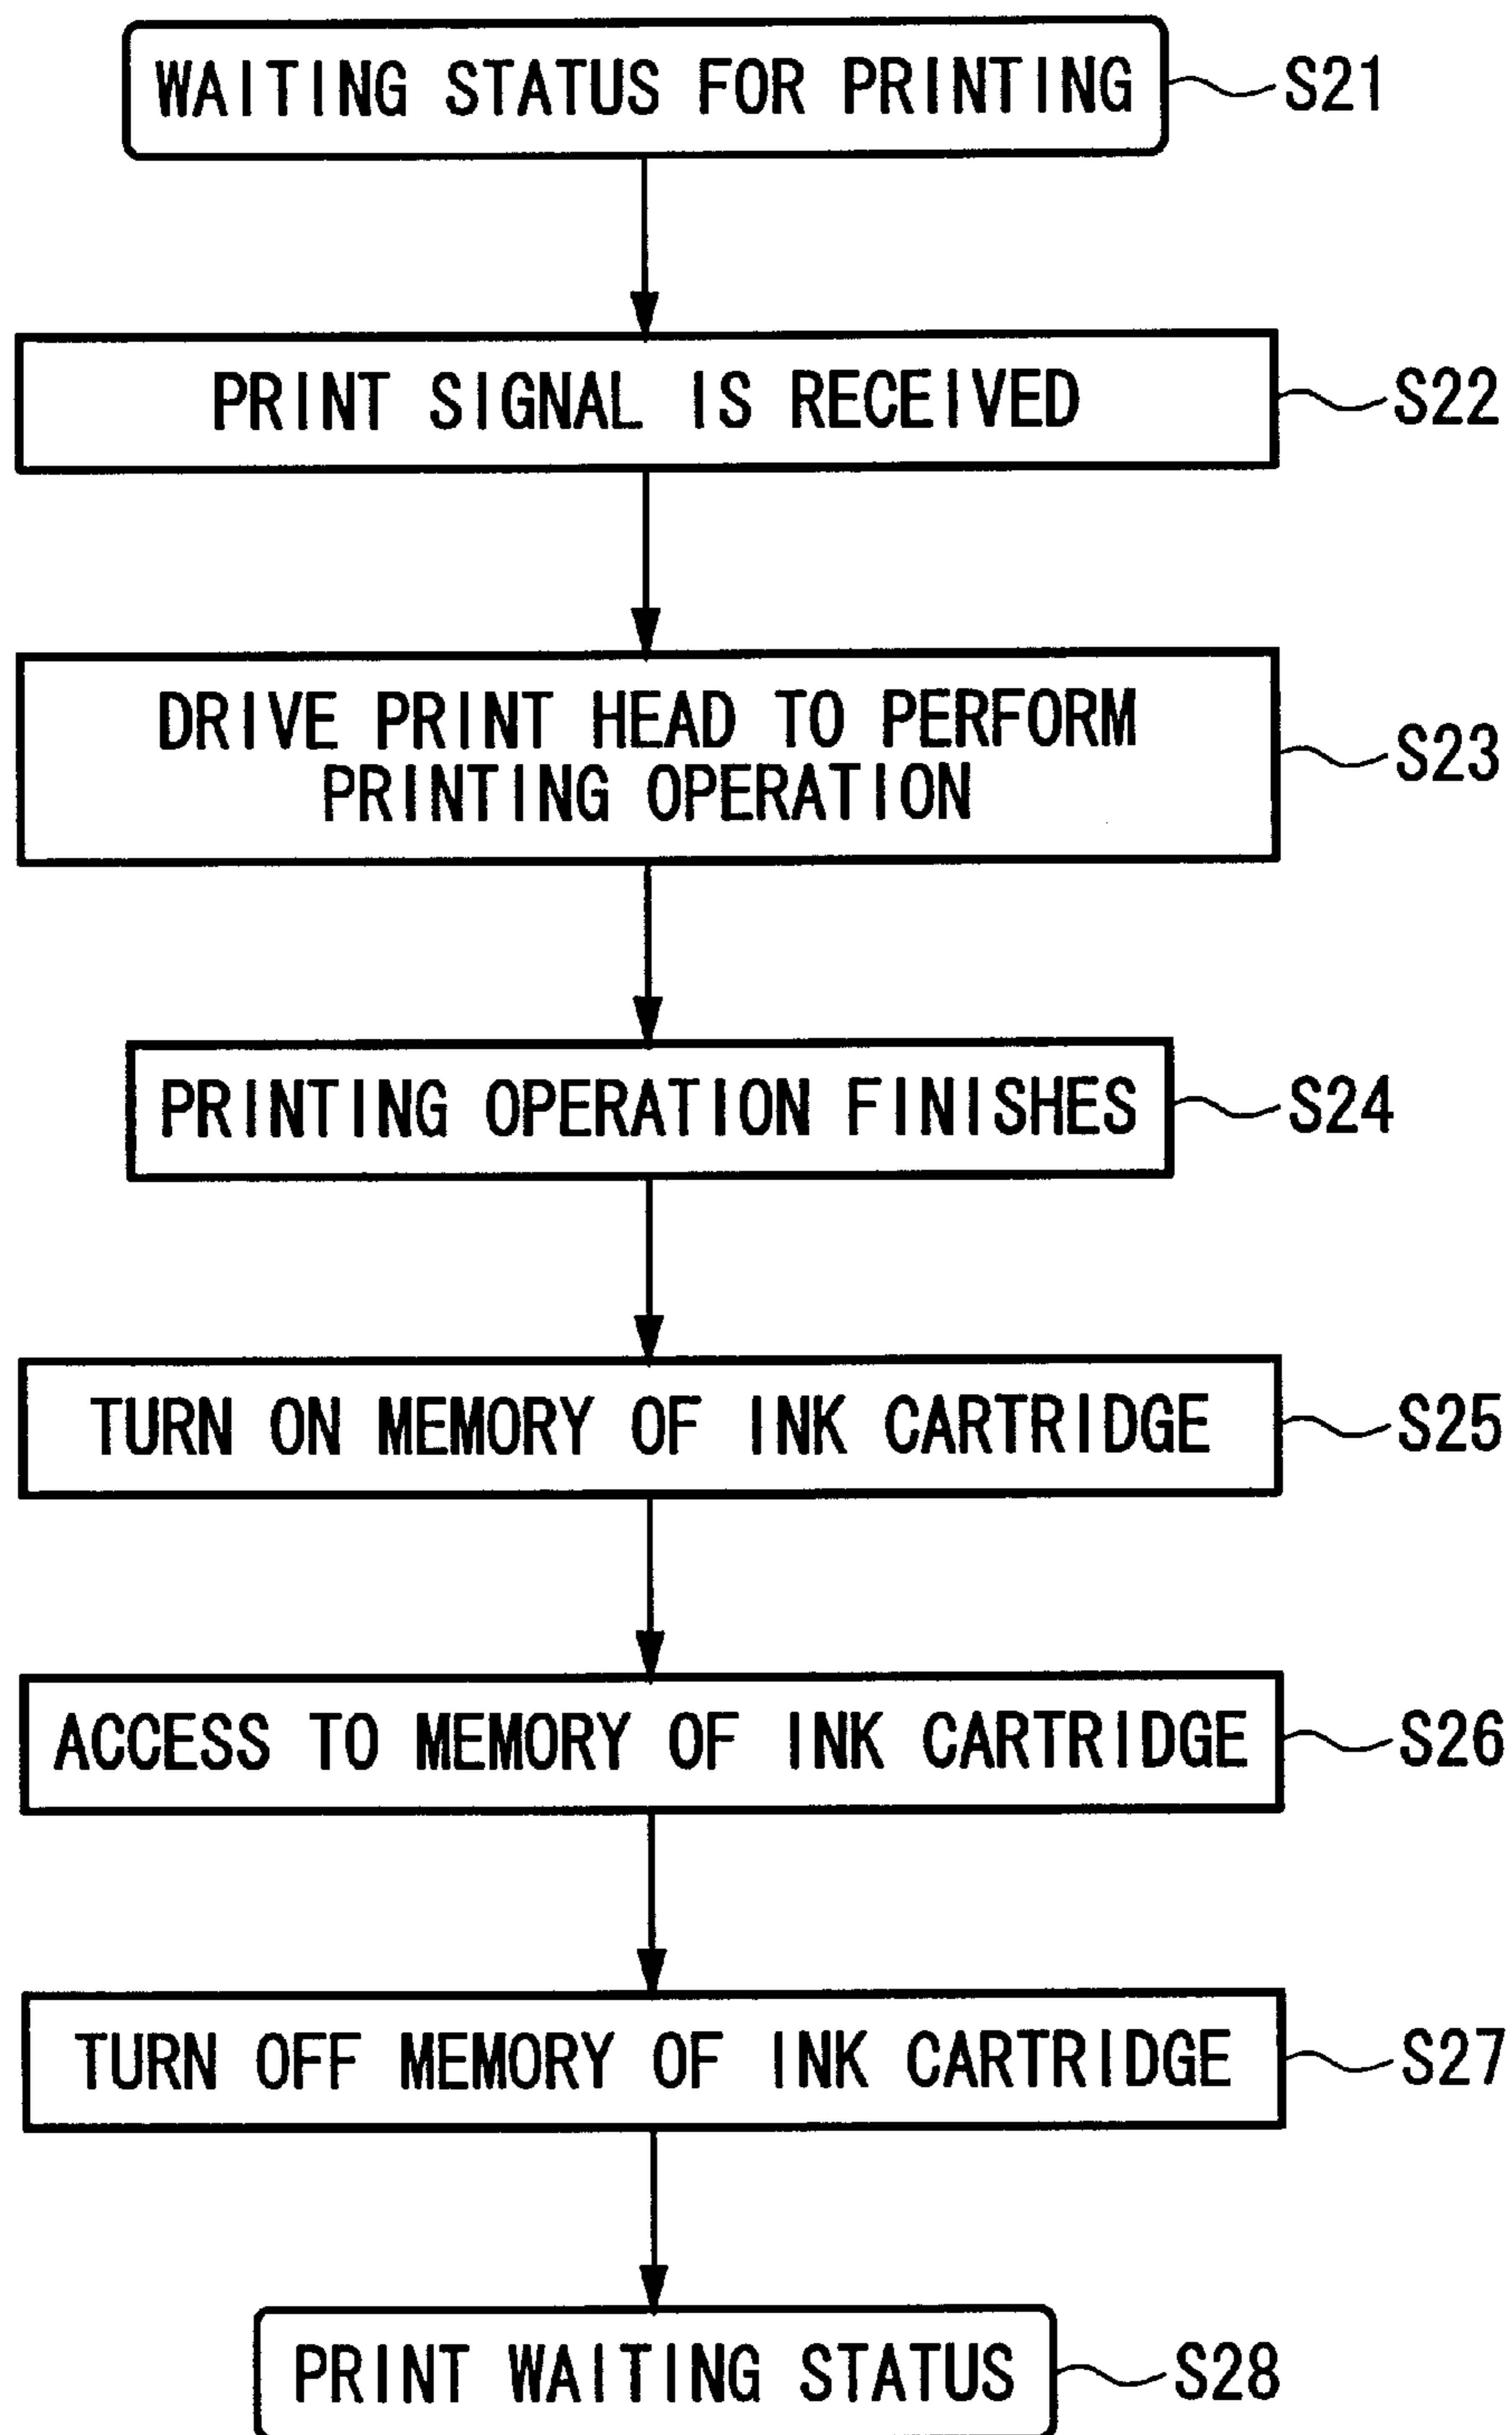 WAITING STATUS FOR PRINTING
S21
PRINT SIGNAL IS RECEIVED
S22
DRIVE PRINT HEAD TO PERFORM
PRINTING OPERATION
S23
PRINTING OPERATION FINISHES
S24
TURN ON MEMORY OF INK CARTRIDGE
S25
ACCESS TO MEMORY OF INK CARTRIDGE
S26
TURN OFF MEMORY OF INK CARTRIDGE
S27
PRINT WAITING STATUS
S28